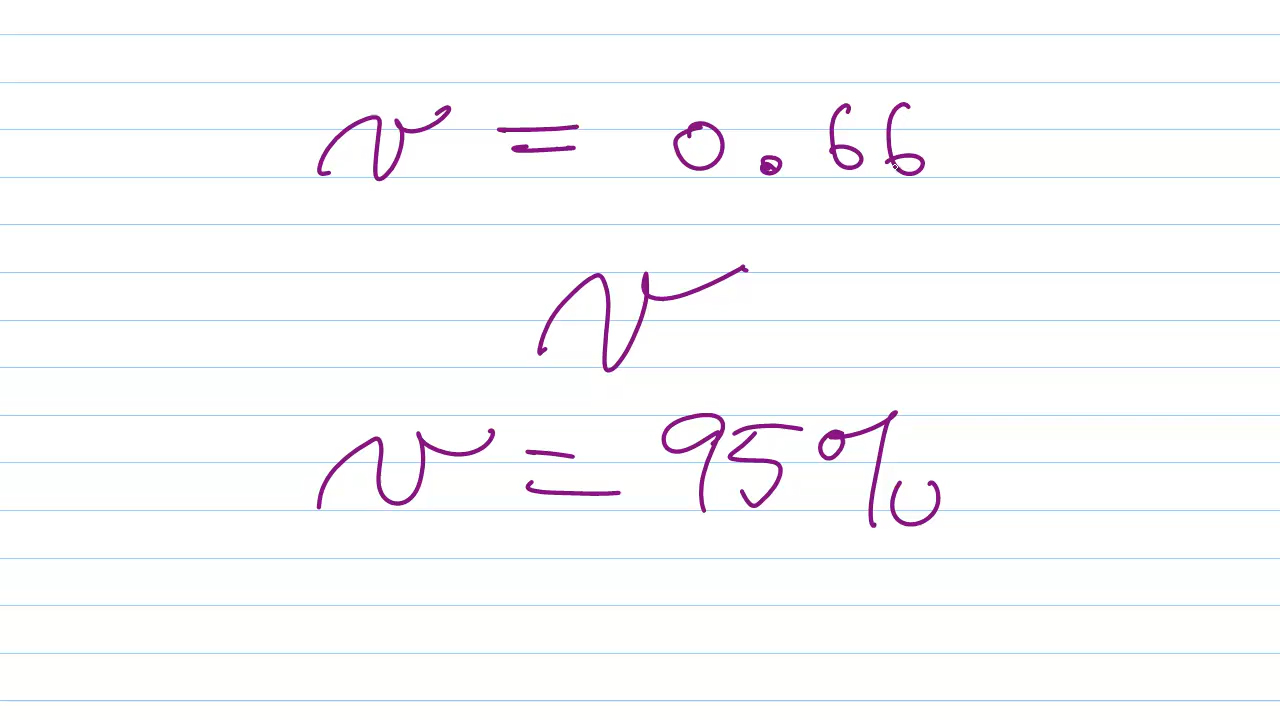 v = 0.66
v
v = 95%